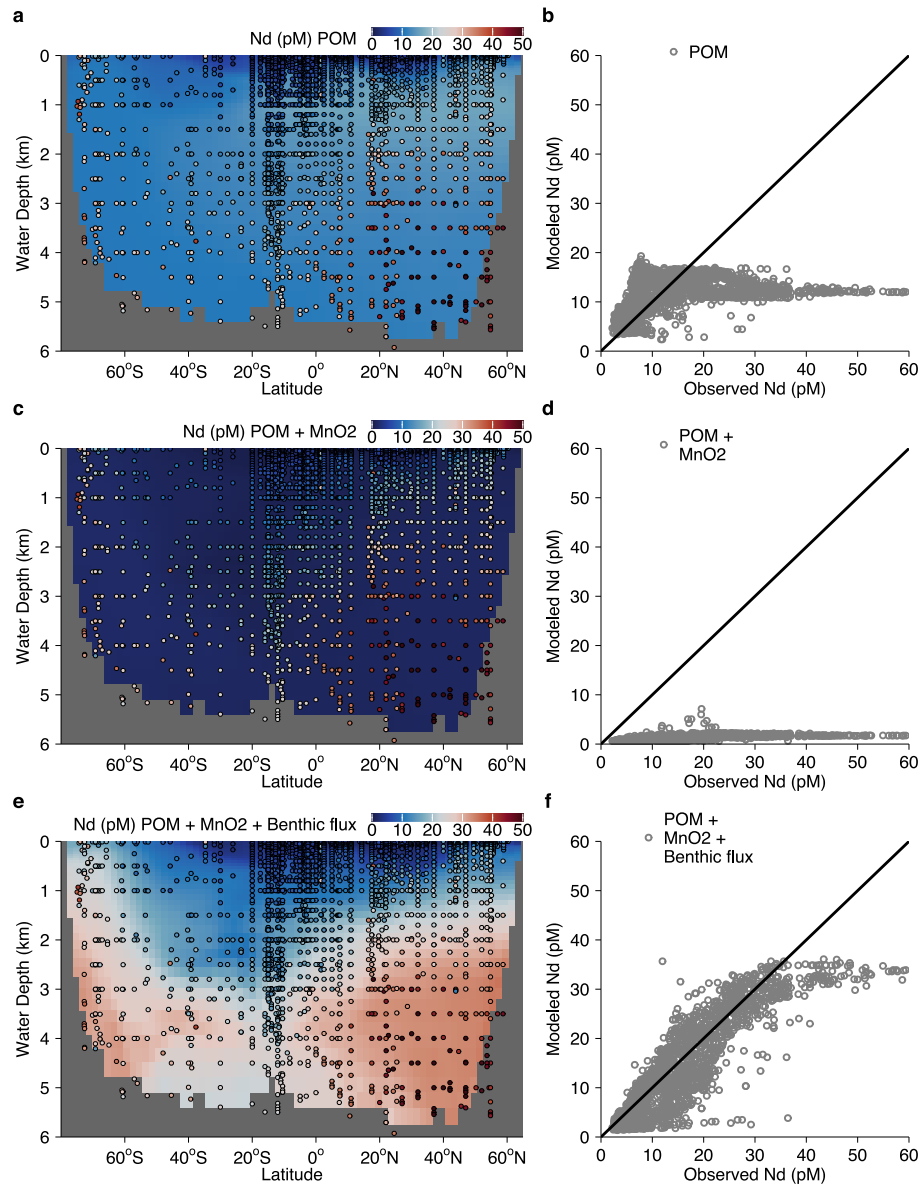 a
Nd (pM) POM
0 10 20 30 40 50
0
1
2
3
4
5
6
Water Depth (km)
60°S 40°S 20°S 0° 20°N 40°N 60°N
Latitude
b
POM
60
50
40
30
20
10
0
Modeled Nd (pM)
0 10 20 30 40 50 60
Observed Nd (pM)
c
Nd (pM) POM + MnO2
0 10 20 30 40 50
0
1
2
3
4
5
6
Water Depth (km)
60°S 40°S 20°S 0° 20°N 40°N 60°N
Latitude
d
POM +
MnO2
60
50
40
30
20
10
0
Modeled Nd (pM)
0 10 20 30 40 50 60
Observed Nd (pM)
e
Nd (pM) POM + MnO2 + Benthic flux
0 10 20 30 40 50
0
1
2
3
4
5
6
Water Depth (km)
60°S 40°S 20°S 0° 20°N 40°N 60°N
Latitude
f
POM +
MnO2 +
Benthic flux
60
50
40
30
20
10
0
Modeled Nd (pM)
0 10 20 30 40 50 60
Observed Nd (pM)